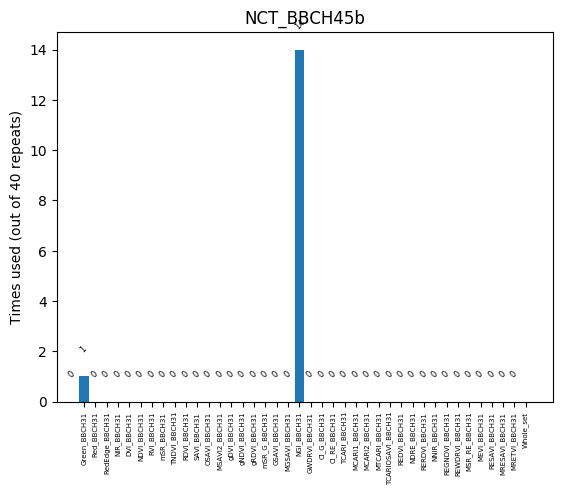 NCT_BBCH45b
Times used (out of 40 repeats)
14
12
10
8
6
4
2
0
0 1 0 0 0 0 0 0 0 0 0 0 0 0 0 0 0 0 0 0 14 0 0 0 0 0 0 0 0 0 0 0 0 0 0 0 0 0 0 0
Green_BBCH31
Red_BBCH31
RedEdge_BBCH31
NIR_BBCH31
DVI_BBCH31
NDVI_BBCH31
RVI_BBCH31
mSR_BBCH31
TNDVI_BBCH31
RDVI_BBCH31
SAVI_BBCH31
OSAVI_BBCH31
MSAVI2_BBCH31
gDVI_BBCH31
gNDVI_BBCH31
gRDVI_BBCH31
mSR_G_BBCH31
GSAVI_BBCH31
MGSAVI_BBCH31
NGI_BBCH31
GWDRVI_BBCH31
CI_G_BBCH31
CI_RE_BBCH31
TCARI_BBCH31
MCARI1_BBCH31
MCARI2_BBCH31
MTCARI_BBCH31
TCARIOSAVI_BBCH31
REDVI_BBCH31
NDRE_BBCH31
RERDVI_BBCH31
NNIR_BBCH31
REGNDVI_BBCH31
REWDRVI_BBCH31
MSR_RE_BBCH31
MEVI_BBCH31
RESAVI_BBCH31
MRESAVI_BBCH31
MRETVI_BBCH31
Whole_set